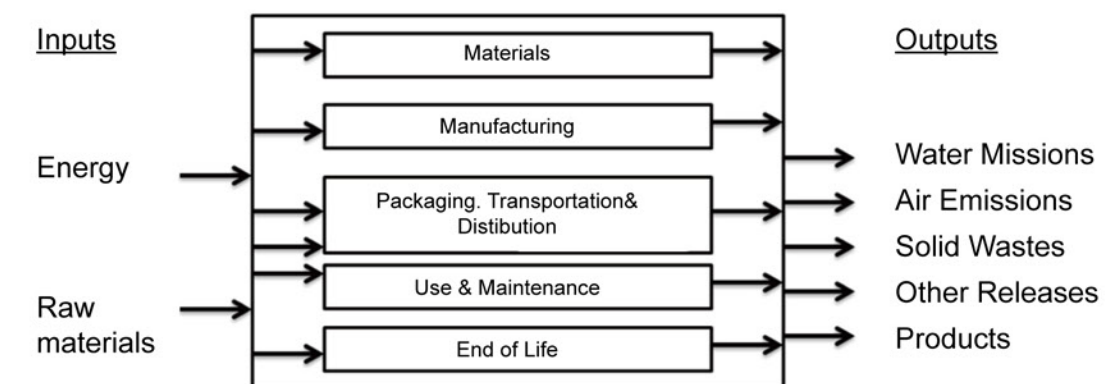 Inputs
Outputs
Materials
Manufacturing
Energy
Water Missions
Packaging. Transportation&
Distibution
Air Emissions
Solid Wastes
Use & Maintenance
Other Releases
Raw
materials
Products
End of Life